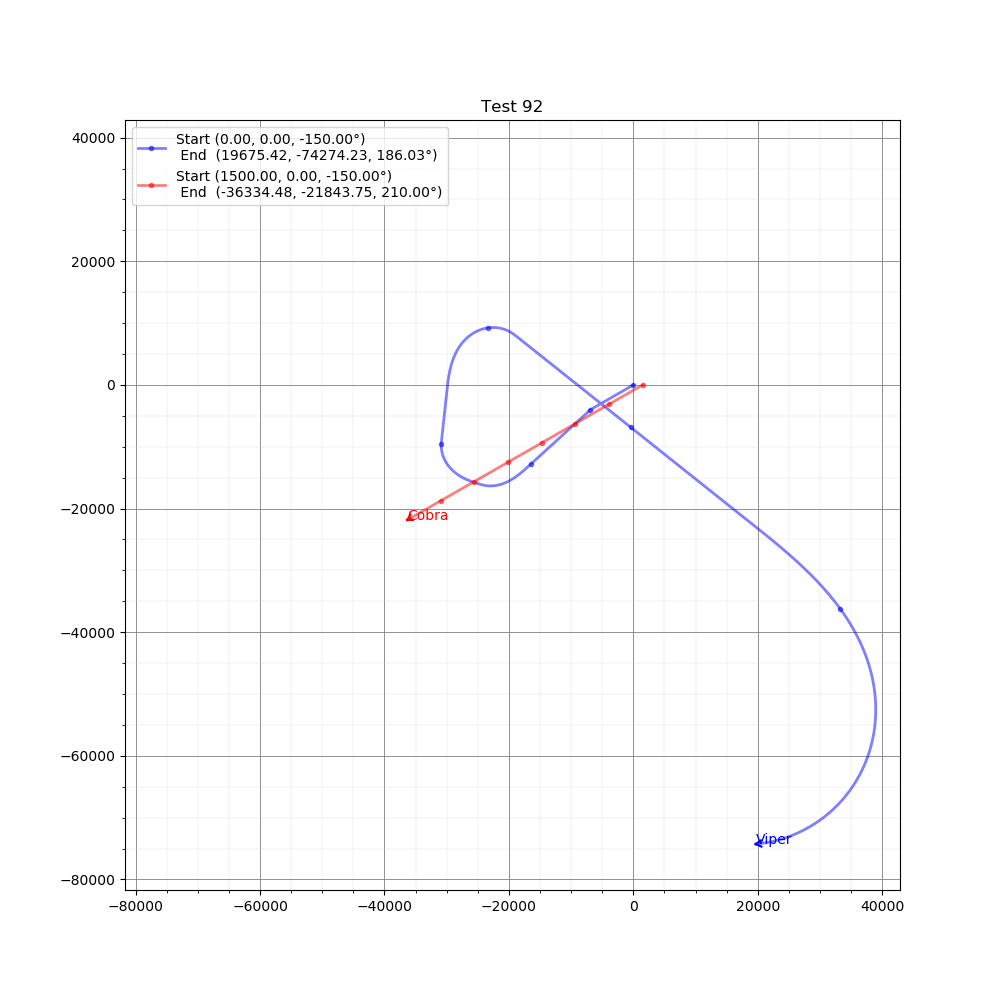 Test 92
Start (0.00, 0.00, -150.00°)
End  (19675.42, -74274.23, 186.03°)
Start (1500.00, 0.00, -150.00°)
End  (-36334.48, -21843.75, 210.00°)
40000
20000
0
−20000
−40000
−60000
−80000
Cobra
Viper
−80000 −60000 −40000 −20000 0 20000 40000